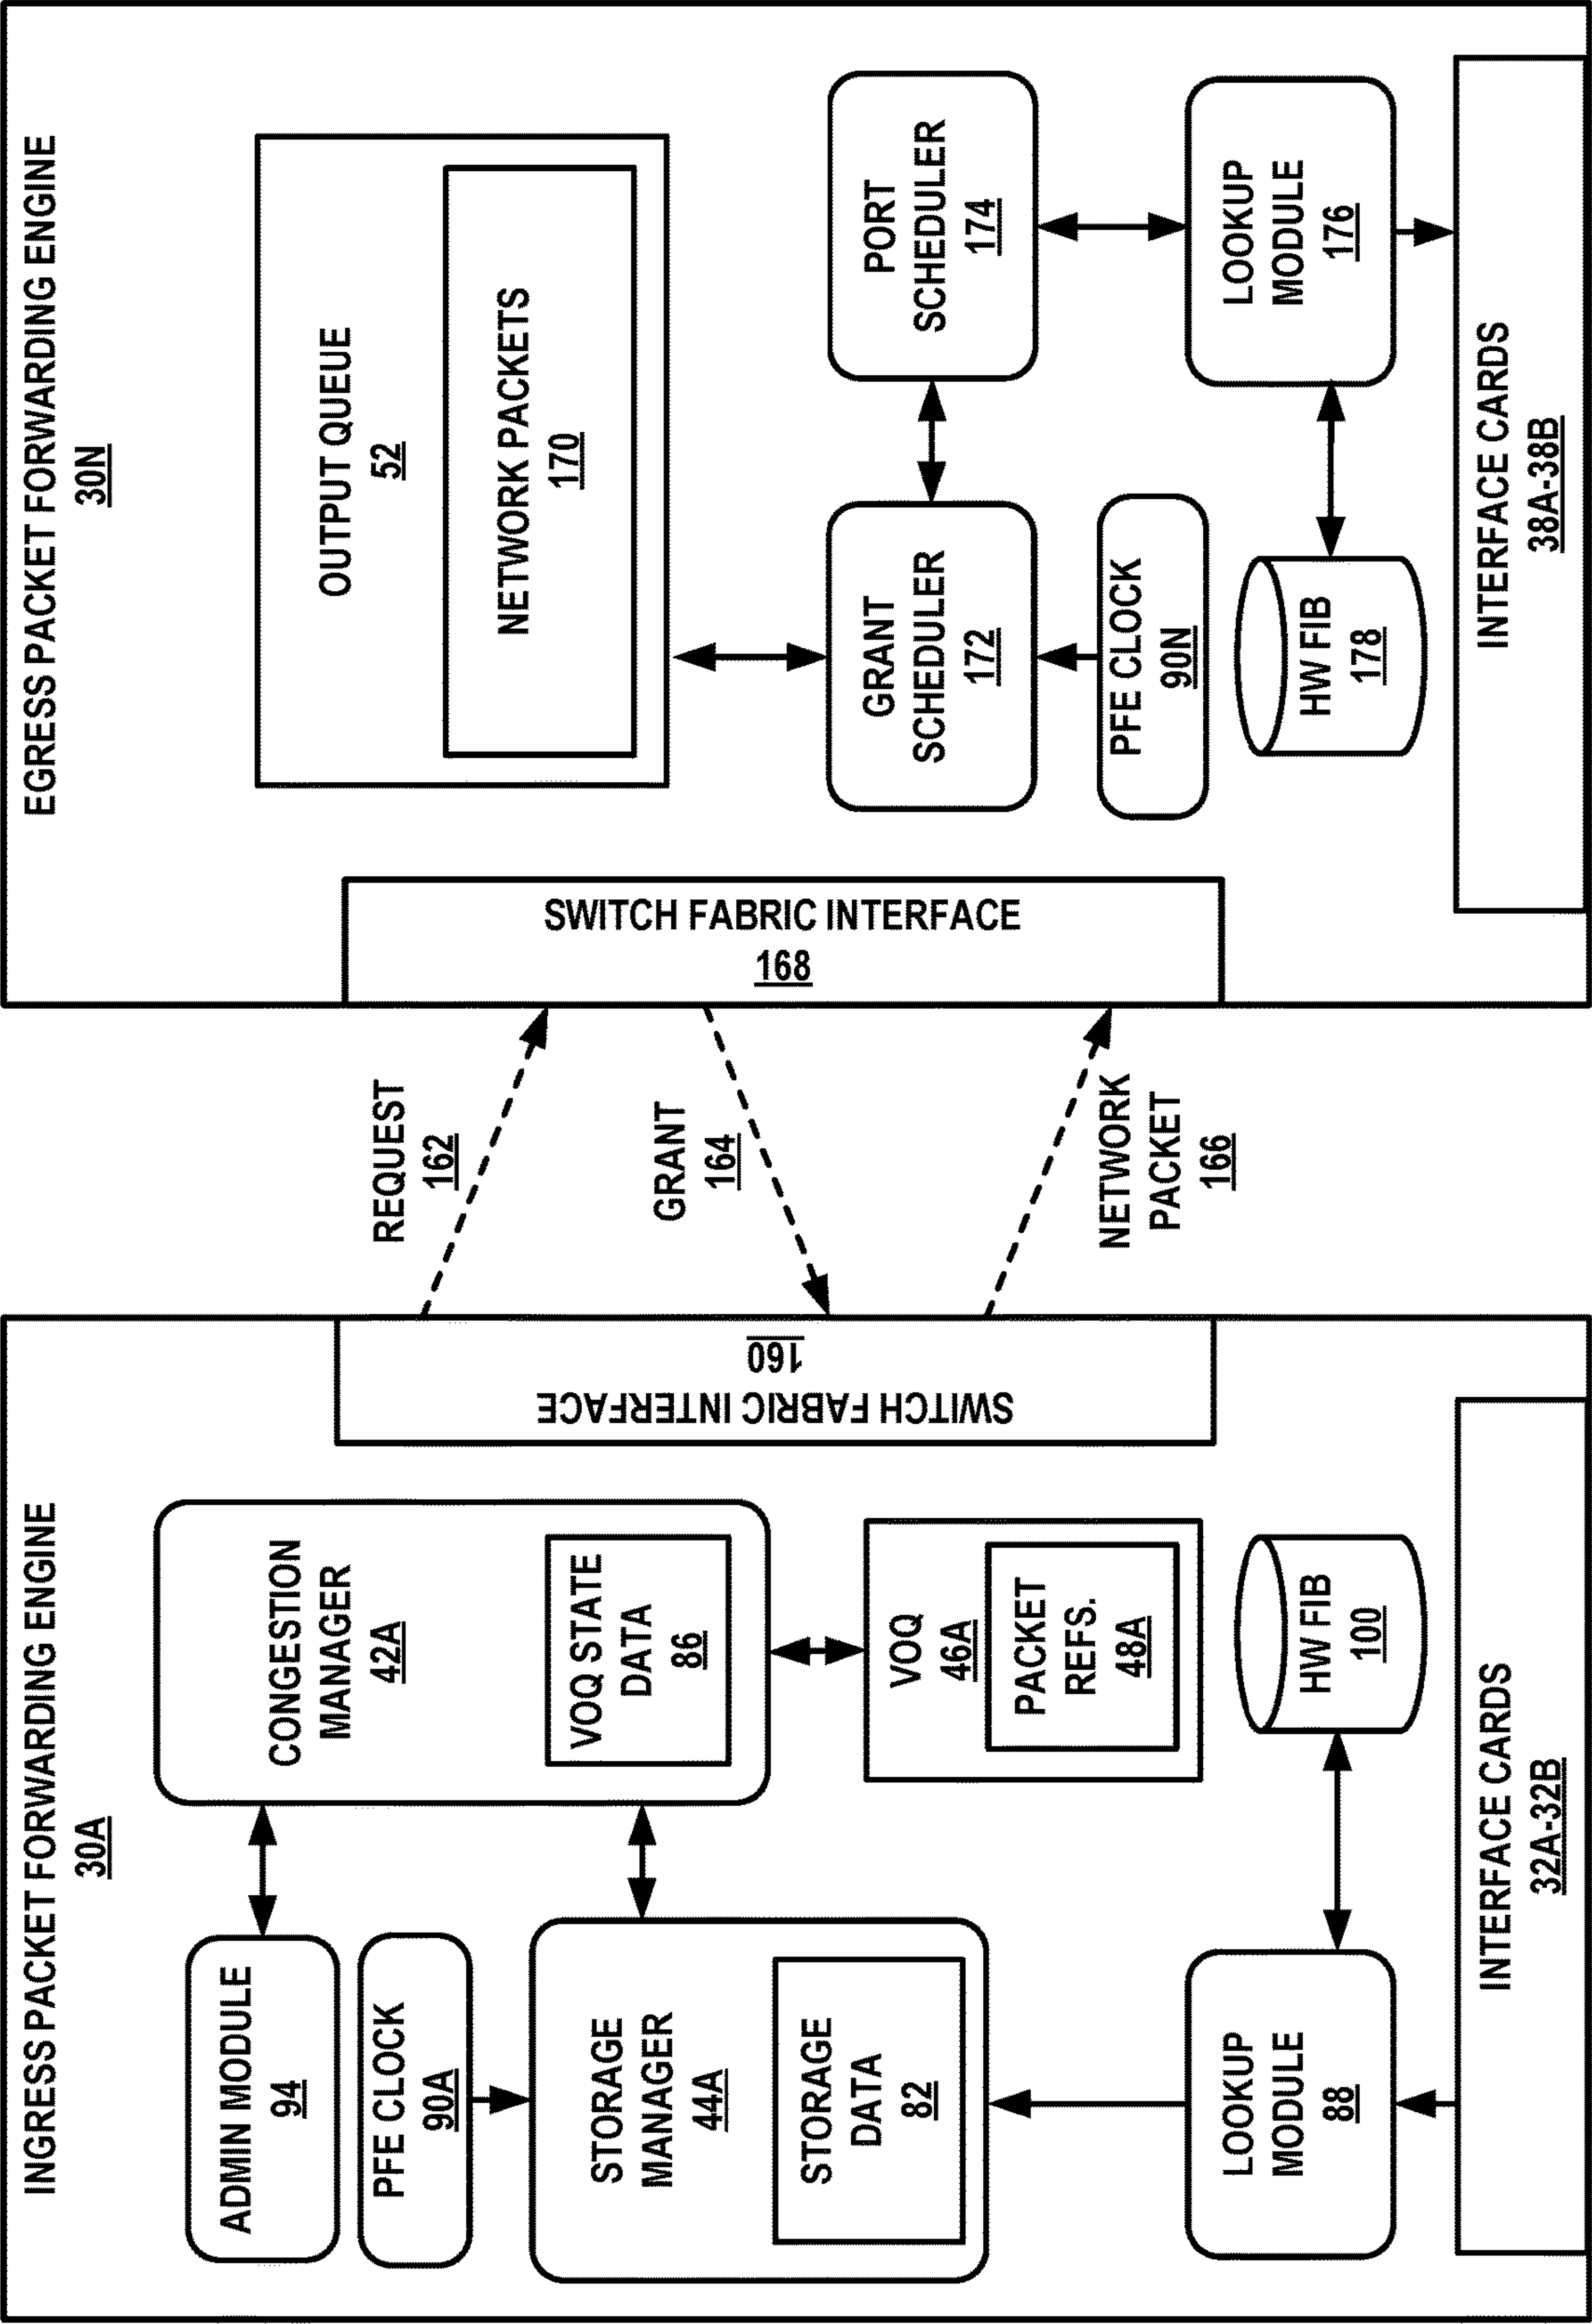 INGRESS PACKET FORWARDING ENGINE
30A
ADMIN MODULE
94
PFE CLOCK
90A
STORAGE
MANAGER
44A
STORAGE
DATA
82
CONGESTION
MANAGER
42A
VOQ STATE
DATA
86
VOQ
46A
PACKET
REFS.
48A
LOOKUP
MODULE
88
HW FIB
100
INTERFACE CARDS
32A-32B
SWITCH FABRIC INTERFACE
160
REQUEST
162
GRANT
164
NETWORK
PACKET
166
EGRESS PACKET FORWARDING ENGINE
30N
SWITCH FABRIC INTERFACE
168
OUTPUT QUEUE
52
NETWORK PACKETS
170
GRANT
SCHEDULER
172
PORT
SCHEDULER
174
PFE CLOCK
90N
HW FIB
178
LOOKUP
MODULE
176
INTERFACE CARDS
38A-38B